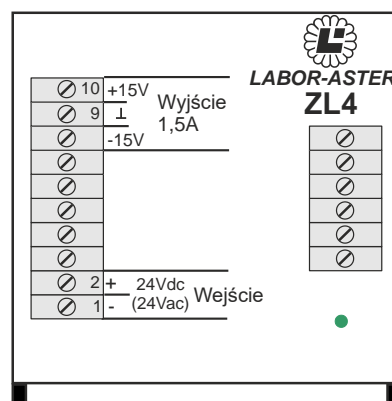 LABOR-ASTER
ZL4
10 +15V
9 ⊥
-15V
Wyjście
1,5A
2 + 24Vdc
1 - (24Vac)
Wejście